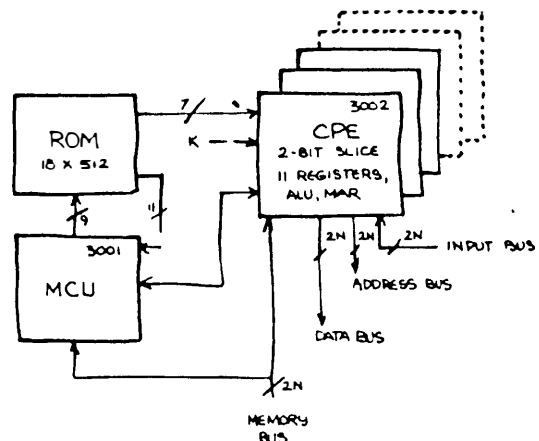 3002
CPE
2-BIT SLICE
11 REGISTERS,
ALU, MAR
7
K
ROM
18 X 512
9
11
3001
MCU
2N
2N
2N
INPUT BUS
ADDRESS BUS
DATA BUS
2N
MEMORY
BUS